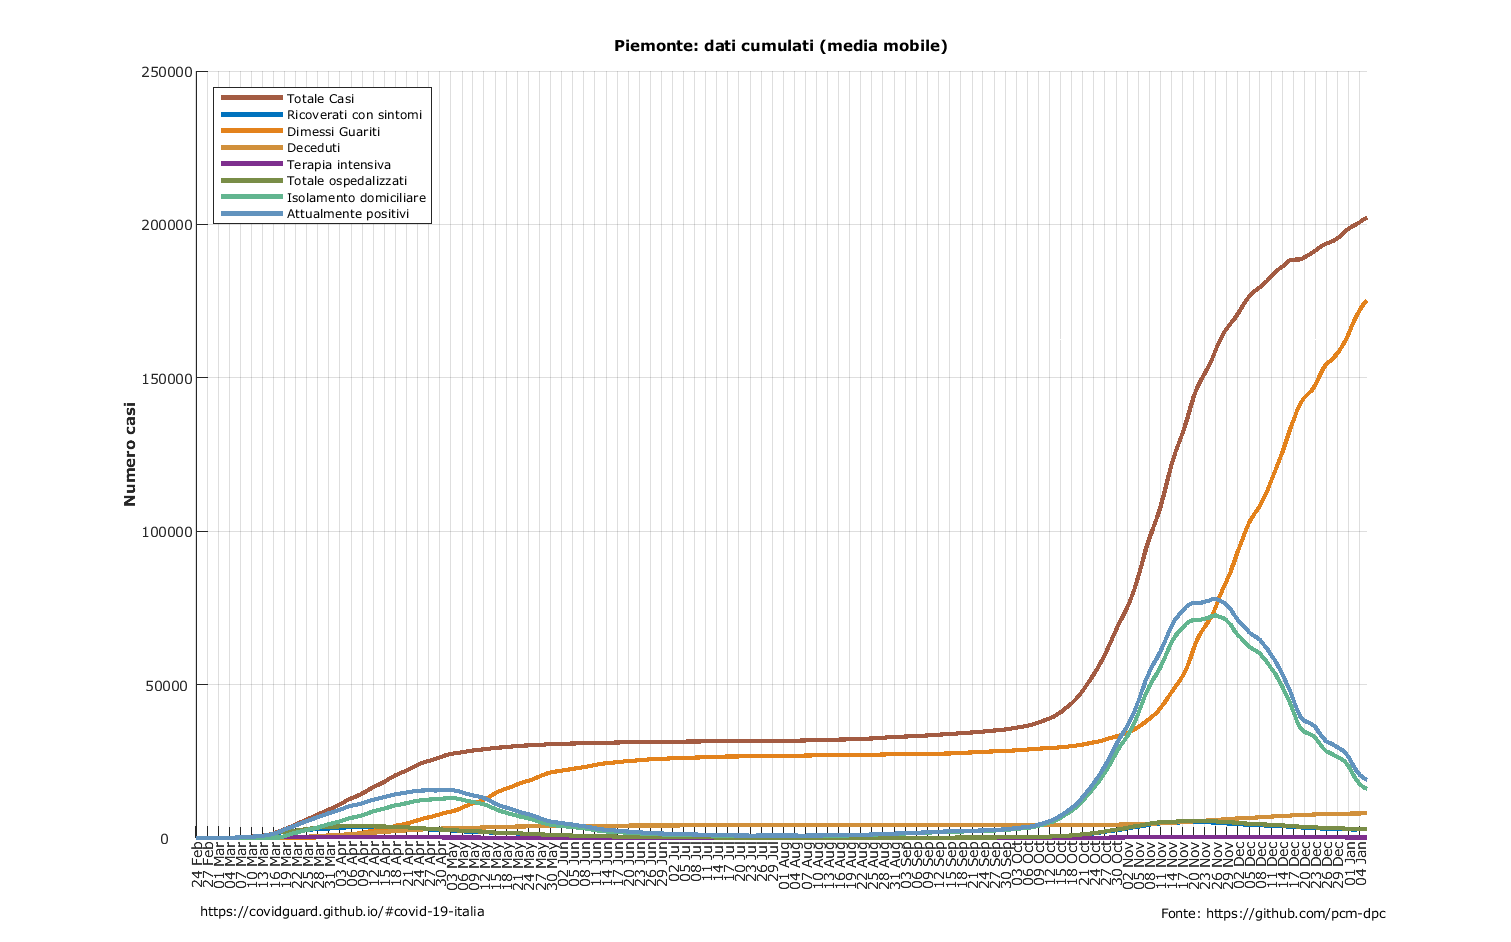 Piemonte: dati cumulati (media mobile)
250000
200000
150000
100000
50000
0
Numero casi
Totale Casi
Ricoverati con sintomi
Dimessi Guariti
Deceduti
Terapia intensiva
Totale ospedalizzati
Isolamento domiciliare
Attualmente positivi
24 Feb
27 Feb
01 Mar
04 Mar
07 Mar
10 Mar
13 Mar
16 Mar
19 Mar
22 Mar
25 Mar
28 Mar
31 Mar
03 Apr
06 Apr
09 Apr
12 Apr
15 Apr
18 Apr
21 Apr
24 Apr
27 Apr
30 Apr
03 May
06 May
09 May
12 May
15 May
18 May
21 May
24 May
27 May
30 May
02 Jun
05 Jun
08 Jun
11 Jun
14 Jun
17 Jun
20 Jun
23 Jun
26 Jun
29 Jun
02 Jul
05 Jul
08 Jul
11 Jul
14 Jul
17 Jul
20 Jul
23 Jul
26 Jul
29 Jul
01 Aug
04 Aug
07 Aug
10 Aug
13 Aug
16 Aug
19 Aug
22 Aug
25 Aug
28 Aug
31 Aug
03 Sep
06 Sep
09 Sep
12 Sep
15 Sep
18 Sep
21 Sep
24 Sep
27 Sep
30 Sep
03 Oct
06 Oct
09 Oct
12 Oct
15 Oct
18 Oct
21 Oct
24 Oct
27 Oct
30 Oct
02 Nov
05 Nov
08 Nov
11 Nov
14 Nov
17 Nov
20 Nov
23 Nov
26 Nov
29 Nov
02 Dec
05 Dec
08 Dec
11 Dec
14 Dec
17 Dec
20 Dec
23 Dec
26 Dec
29 Dec
01 Jan
04 Jan
https://covidguard.github.io/#covid-19-italia
Fonte: https://github.com/pcm-dpc